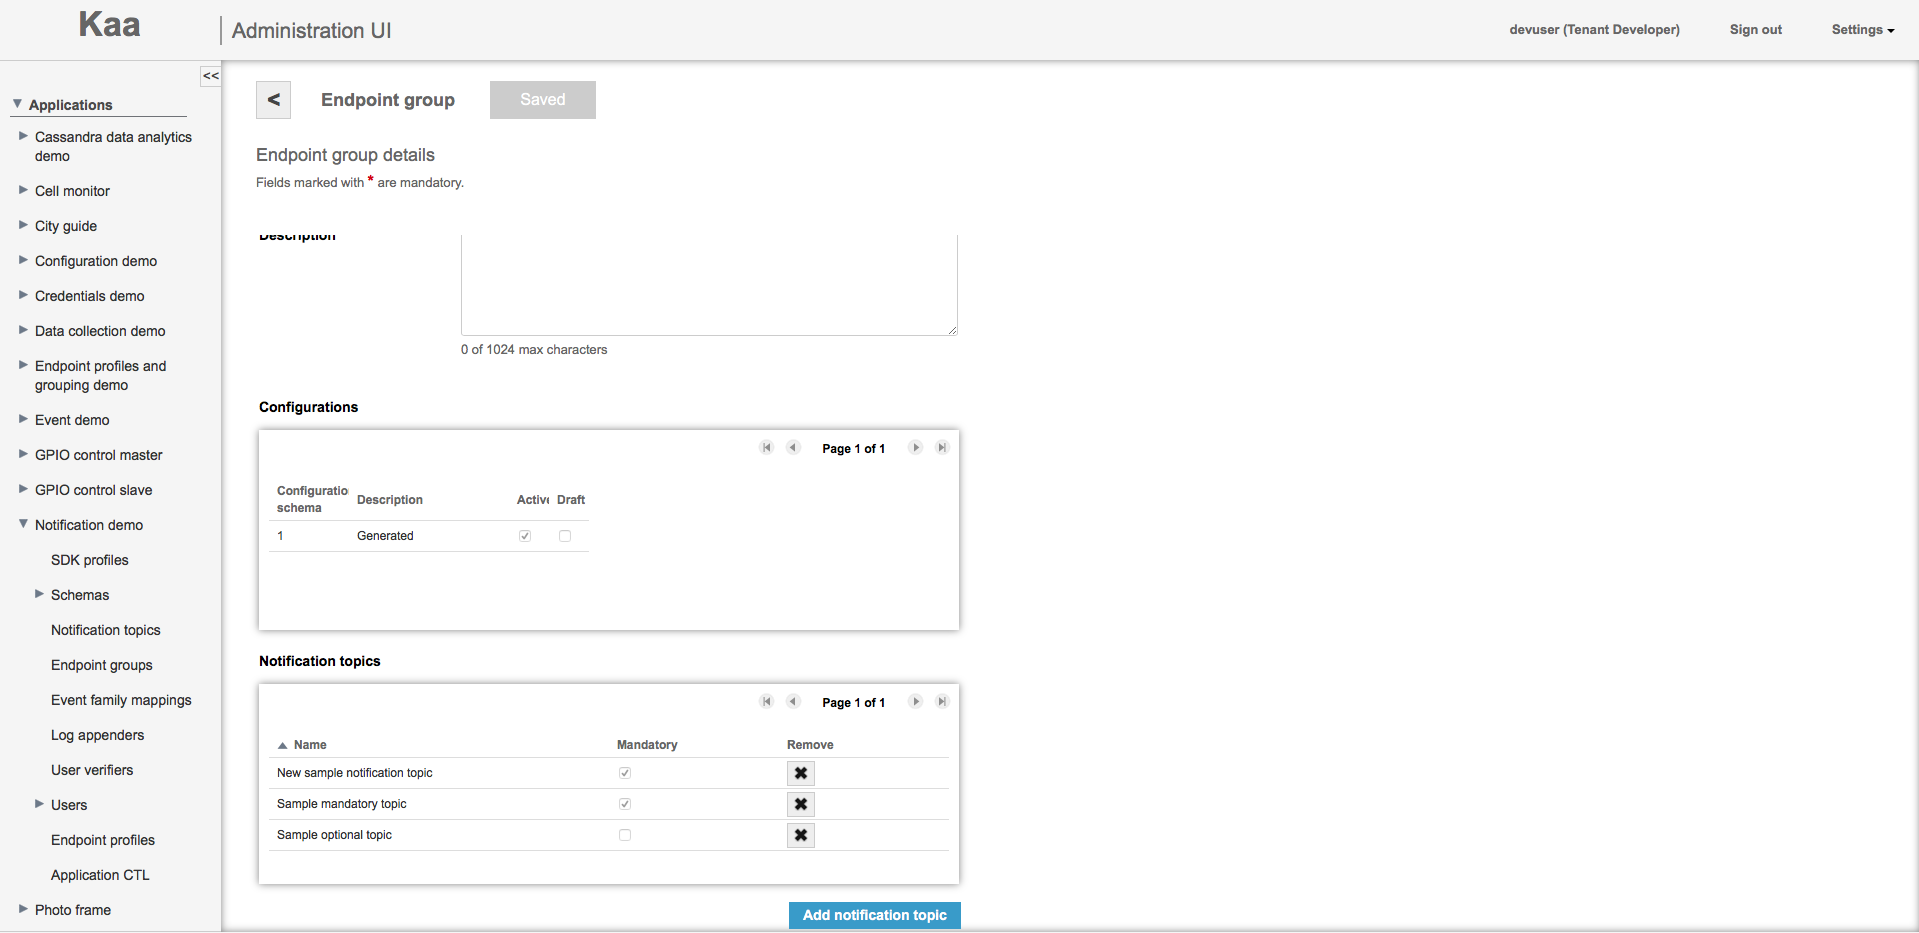 Kaa
Administration UI
devuser (Tenant Developer)
Sign out
Settings
<<
Applications
Cassandra data analytics
demo
Cell monitor
City guide
Configuration demo
Credentials demo
Data collection demo
Endpoint profiles and
grouping demo
Event demo
GPIO control master
GPIO control slave
Notification demo
SDK profiles
Schemas
Notification topics
Endpoint groups
Event family mappings
Log appenders
User verifiers
Users
Endpoint profiles
Application CTL
Photo frame
<
Endpoint group
Saved
Endpoint group details
Fields marked with * are mandatory.
Description
0 of 1024 max characters
Configurations
Page 1 of 1
Configuratio
schema
Description
Active
Draft
1
Generated
Notification topics
Page 1 of 1
Name
Mandatory
Remove
New sample notification topic
Sample mandatory topic
Sample optional topic
Add notification topic